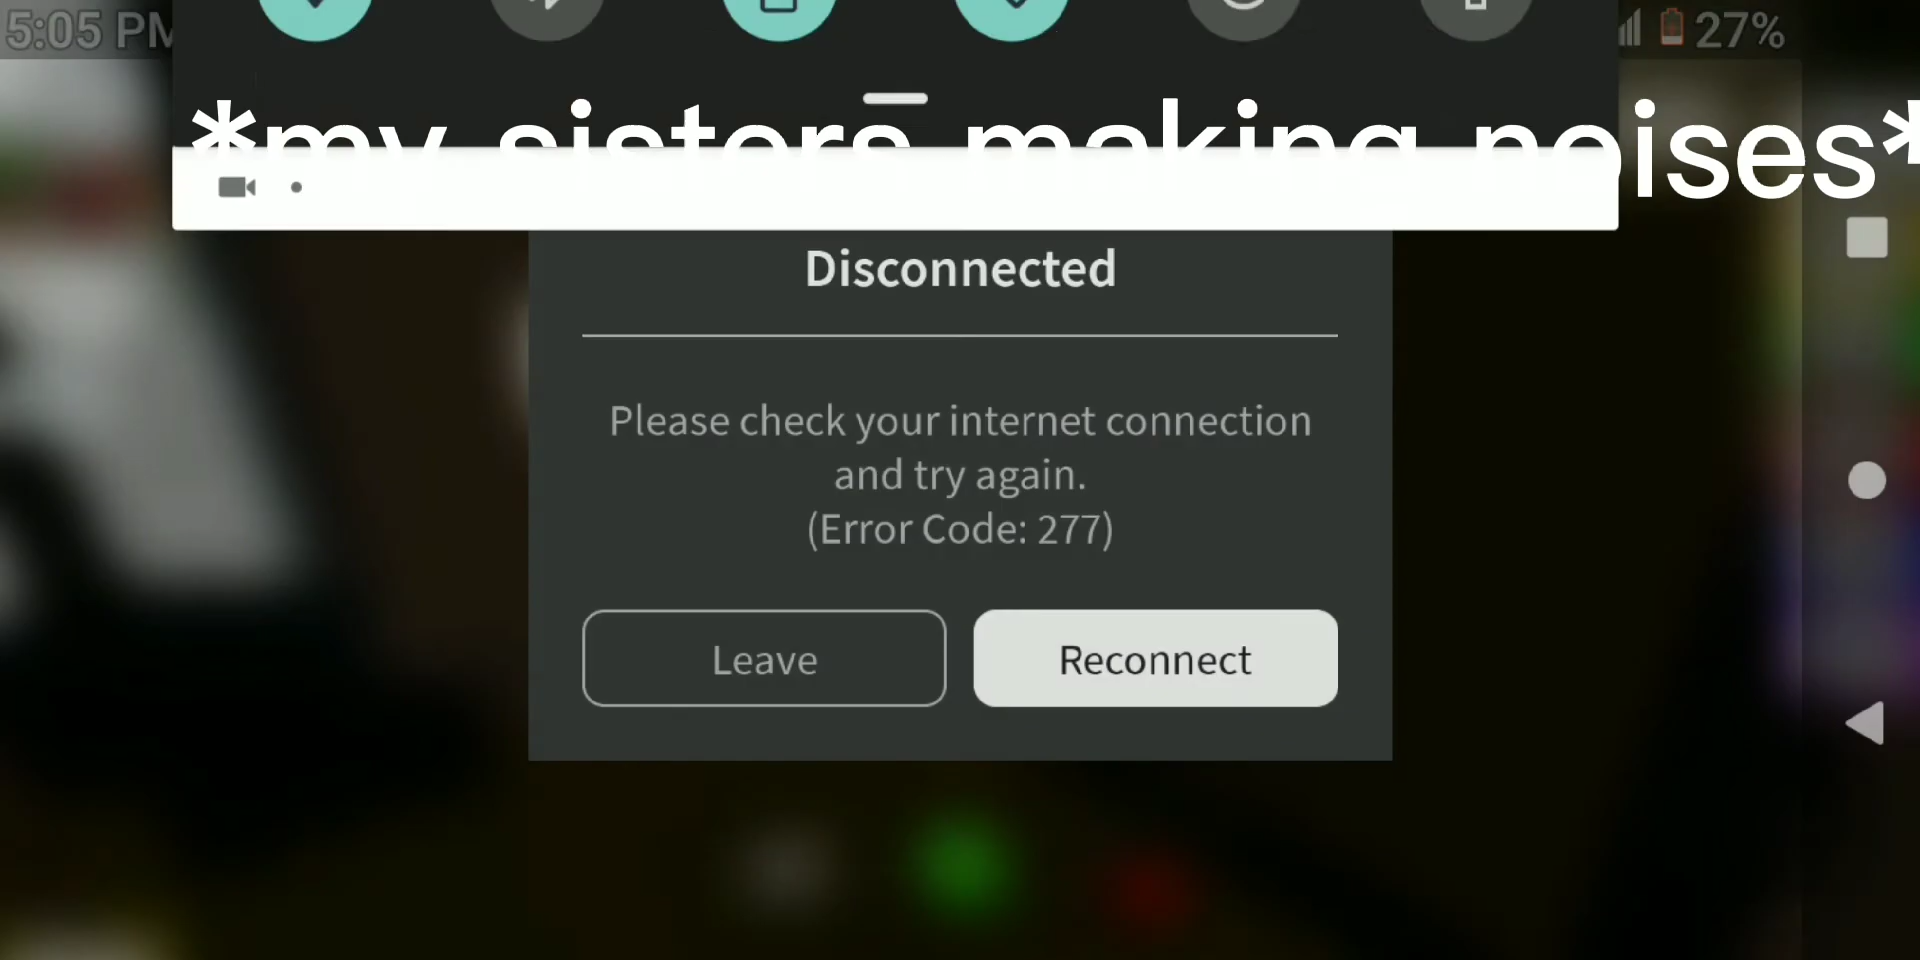 5:05 PM
27%
*my sisters making noises*
Disconnected
Please check your internet connection
and try again.
(Error Code: 277)
Leave
Reconnect